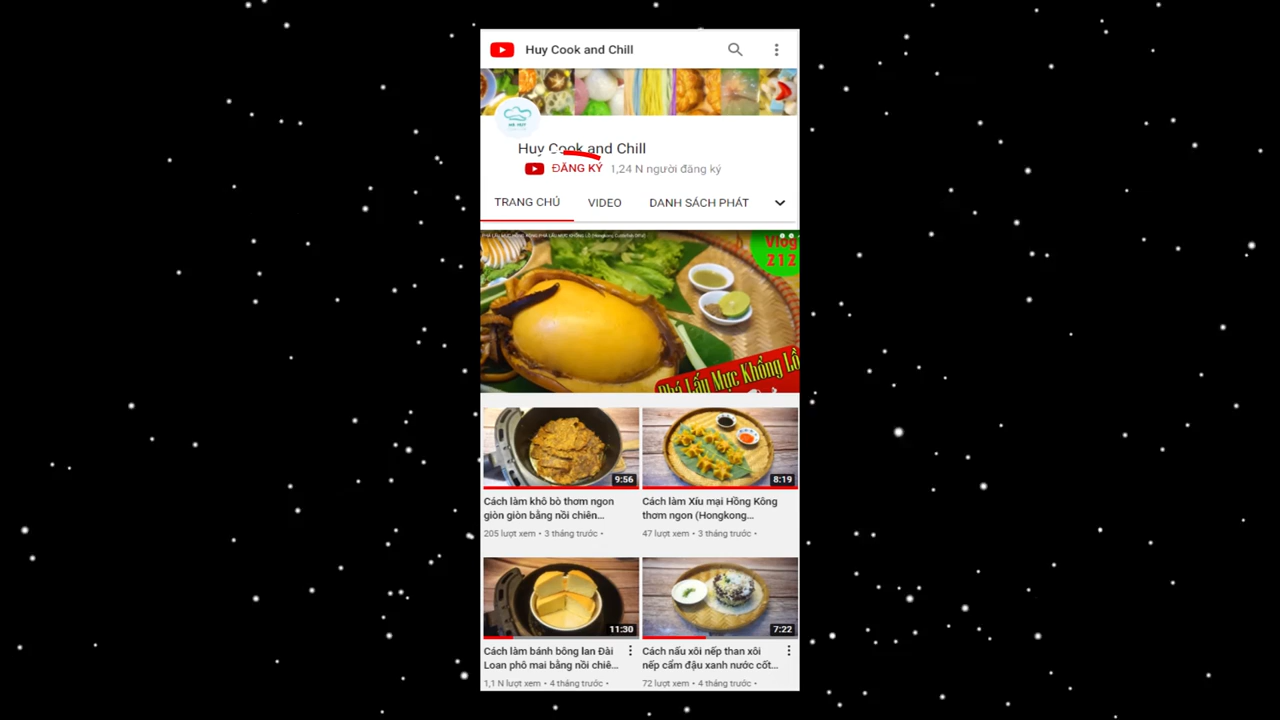 Huy Cook and Chill
Huy Cook and Chill
ĐĂNG KÝ 1,24 N người đăng ký
TRANG CHỦ VIDEO DANH SÁCH PHÁT
Vlog
212
Phá Lấu Mực Khổng Lồ
9:56
8:19
Cách làm khô bò thơm ngon
giòn giòn bằng nồi chiên...
205 lượt xem • 3 tháng trước •
Cách làm Xíu mại Hồng Kông
thơm ngon (Hongkong...
47 lượt xem • 3 tháng trước •
11:30
7:22
Cách làm bánh bông lan Đài
Loan phô mai bằng nồi chiê...
1,1 N lượt xem • 4 tháng trước •
Cách nấu xôi nếp than xôi
nếp cẩm đậu xanh nước cốt...
72 lượt xem • 4 tháng trước •